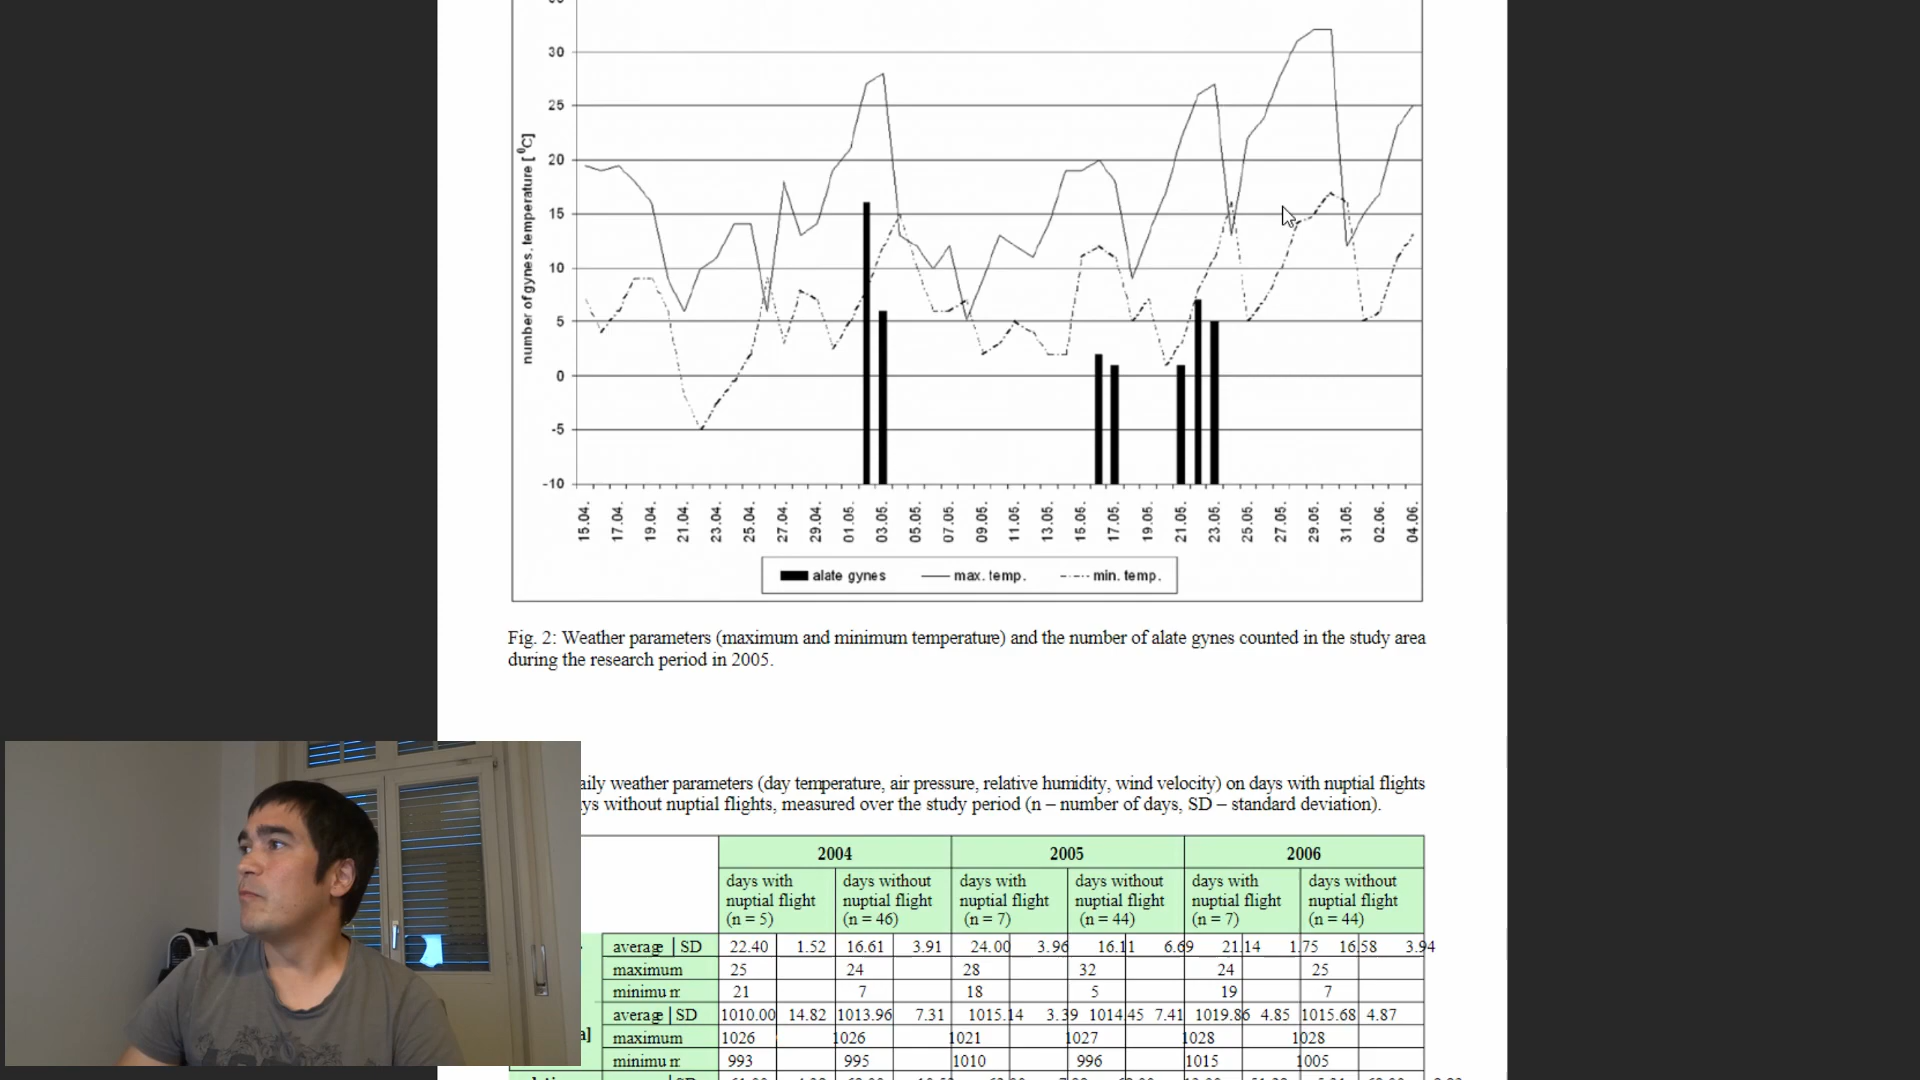 30
25
20
15
10
5
0
-5
-10
number of gynes. temperature [ °C]
15.04. 17.04. 19.04. 21.04. 23.04. 25.04. 27.04. 29.04. 01.05. 03.05. 05.05. 07.05. 09.05. 11.05. 13.05. 15.05. 17.05. 19.05. 21.05. 23.05. 25.05. 27.05. 29.05. 31.05. 02.06. 04.06.
alate gynes max. temp. min. temp.
Fig. 2: Weather parameters (maximum and minimum temperature) and the number of alate gynes counted in the study area
during the research period in 2005.
aily weather parameters (day temperature, air pressure, relative humidity, wind velocity) on days with nuptial flights
ys without nuptial flights, measured over the study period (n – number of days, SD – standard deviation).
2004 2005 2006
days with days without days with days without days with days without
nuptial flight nuptial flight nuptial flight nuptial flight nuptial flight nuptial flight
(n = 5) (n = 46) (n = 7) (n = 44) (n = 7) (n = 44)
average | SD 22.40 1.52 16.61 3.91 24.00 3.96 16.11 6.69 21.14 1.75 16.58 3.94
maximum 25 24 28 32 24 25
minimum 21 7 18 5 19 7
average | SD 1010.00 14.82 1013.96 7.31 1015.14 3.39 1014.45 7.41 1019.86 4.85 1015.68 4.87
maximum 1026 1026 1021 1027 1028 1028
minimum 993 995 1010 996 1015 1005